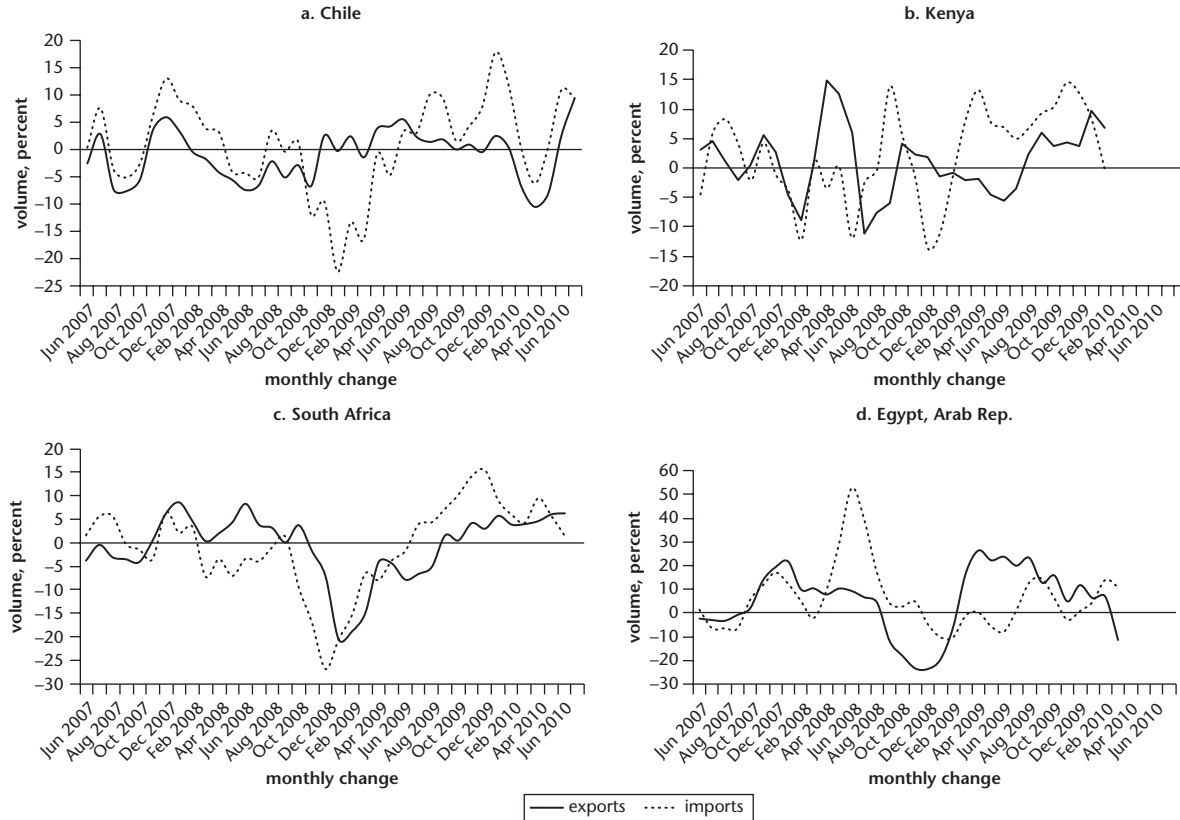 a. Chile
volume, percent
20
15
10
5
0
−5
−10
−15
−20
−25
Jun 2007
Aug 2007
Oct 2007
Dec 2007
Feb 2008
Apr 2008
Jun 2008
Aug 2008
Oct 2008
Dec 2008
Feb 2009
Apr 2009
Jun 2009
Aug 2009
Oct 2009
Dec 2009
Feb 2010
Apr 2010
Jun 2010
monthly change
b. Kenya
volume, percent
20
15
10
5
0
−5
−10
−15
−20
Jun 2007
Aug 2007
Oct 2007
Dec 2007
Feb 2008
Apr 2008
Jun 2008
Aug 2008
Oct 2008
Dec 2008
Feb 2009
Apr 2009
Jun 2009
Aug 2009
Oct 2009
Dec 2009
Feb 2010
Apr 2010
Jun 2010
monthly change
c. South Africa
volume, percent
20
15
10
5
0
−5
−10
−15
−20
−25
−30
Jun 2007
Aug 2007
Oct 2007
Dec 2007
Feb 2008
Apr 2008
Jun 2008
Aug 2008
Oct 2008
Dec 2008
Feb 2009
Apr 2009
Jun 2009
Aug 2009
Oct 2009
Dec 2009
Feb 2010
Apr 2010
Jun 2010
monthly change
d. Egypt, Arab Rep.
volume, percent
60
50
40
30
20
10
0
−10
−20
−30
Jun 2007
Aug 2007
Oct 2007
Dec 2007
Feb 2008
Apr 2008
Jun 2008
Aug 2008
Oct 2008
Dec 2008
Feb 2009
Apr 2009
Jun 2009
Aug 2009
Oct 2009
Dec 2009
Feb 2010
Apr 2010
Jun 2010
monthly change
exports imports